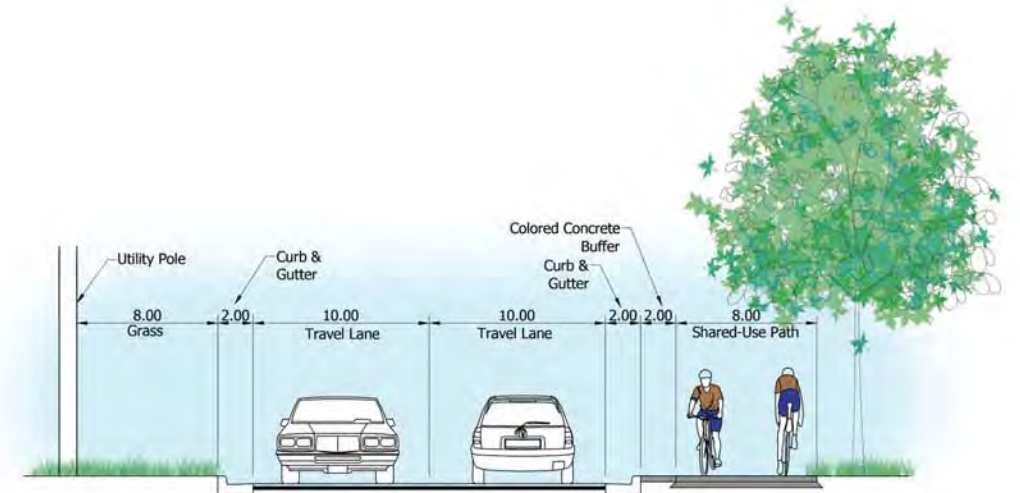 Colored Concrete
Buffer
Utility Pole
Curb &
Gutter
Curb &
Gutter
8.00
Grass
2.00
10.00
Travel Lane
10.00
Travel Lane
2.00
2.00
8.00
Shared-Use Path